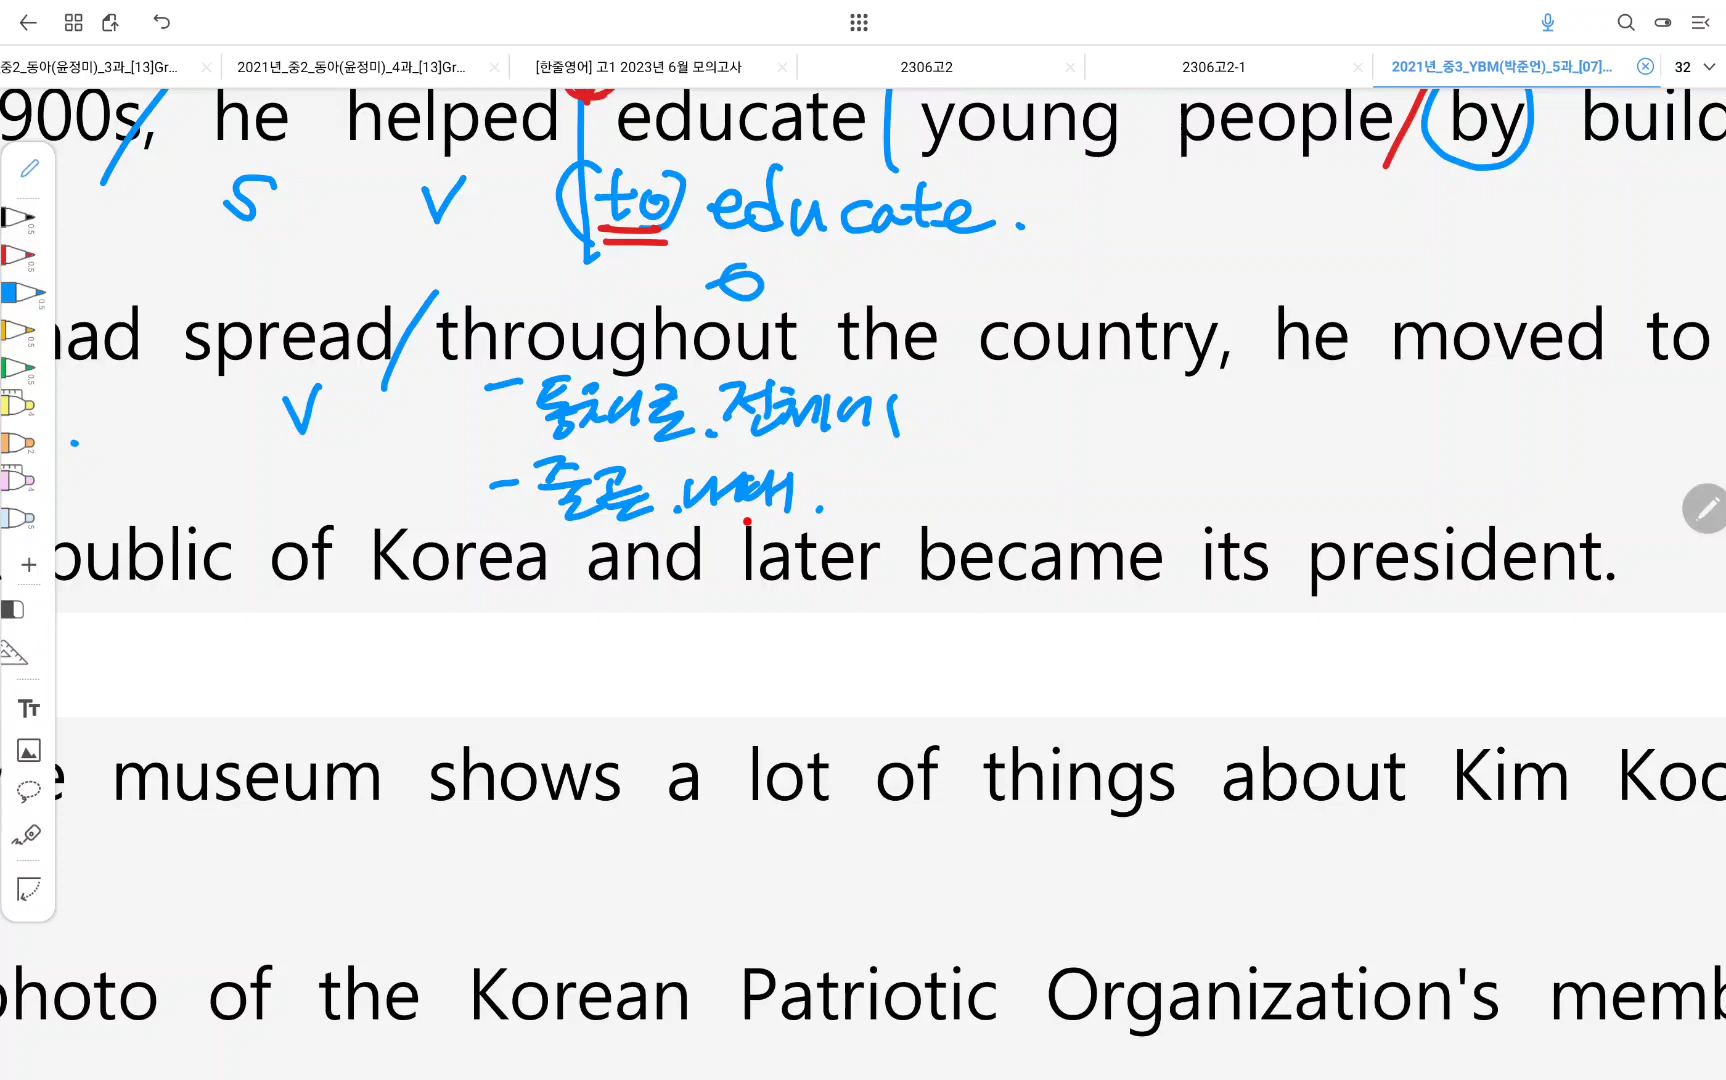 중2_동아(윤정미)_3과_[13]Gr... 2021년_중2_동아(윤정미)_4과_[13]Gr... [한줄영어] 고1 2023년 6월 모의고사 2306고2 2306고2-1 2021년_중3_YBM(박준언)_5과_[07]... 32
900s, he helped educate young people by build
S V (to) educate.
O
had spread throughout the country, he moved to
V - 통째로. 전체에
- 줄곧. 내내.
public of Korea and later became its president.
Tt
museum shows a lot of things about Kim Koo
photo of the Korean Patriotic Organization's memb